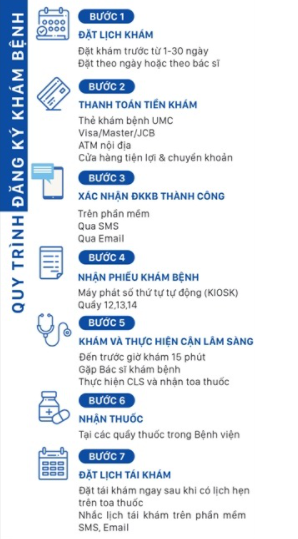 QUY TRÌNH ĐĂNG KÝ KHÁM BỆNH
BƯỚC 1
ĐẶT LỊCH KHÁM
Đặt khám trước từ 1-30 ngày
Đặt theo ngày hoặc theo bác sĩ
BƯỚC 2
THANH TOÁN TIỀN KHÁM
Thẻ khám bệnh UMC
Visa/Master/JCB
ATM nội địa
Cửa hàng tiện lợi & chuyển khoản
BƯỚC 3
XÁC NHẬN ĐKKB THÀNH CÔNG
Trên phần mềm
Qua SMS
Qua Email
BƯỚC 4
NHẬN PHIẾU KHÁM BỆNH
Máy phát số thứ tự tự động (KIOSK)
Quầy 12,13,14
BƯỚC 5
KHÁM VÀ THỰC HIỆN CẬN LÂM SÀNG
Đến trước giờ khám 15 phút
Gặp Bác sĩ khám bệnh
Thực hiện CLS và nhận toa thuốc
BƯỚC 6
NHẬN THUỐC
Tại các quầy thuốc trong Bệnh viện
BƯỚC 7
ĐẶT LỊCH TÁI KHÁM
Đặt tái khám ngay sau khi có lịch hẹn
trên toa thuốc
Nhắc lịch tái khám trên phần mềm
SMS, Email